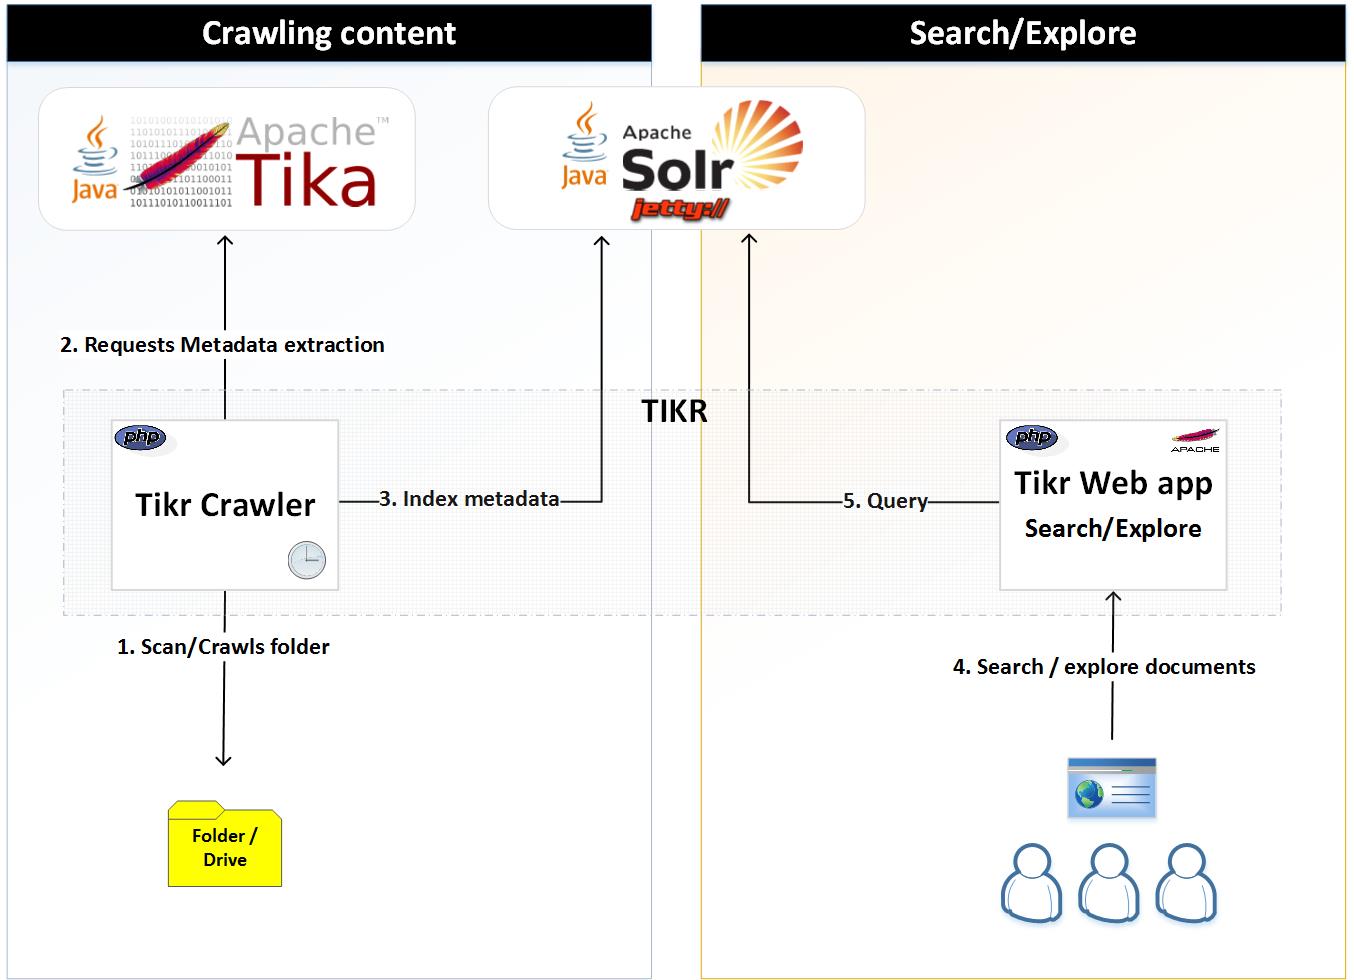 Crawling content
Search/Explore
Java
Apache™
Tika
Java
Apache
Solr
jetty://
2. Requests Metadata extraction
TIKR
php
Tikr Crawler
3. Index metadata
5. Query
php
APACHE
Tikr Web app
Search/Explore
1. Scan/Crawls folder
4. Search / explore documents
Folder /
Drive